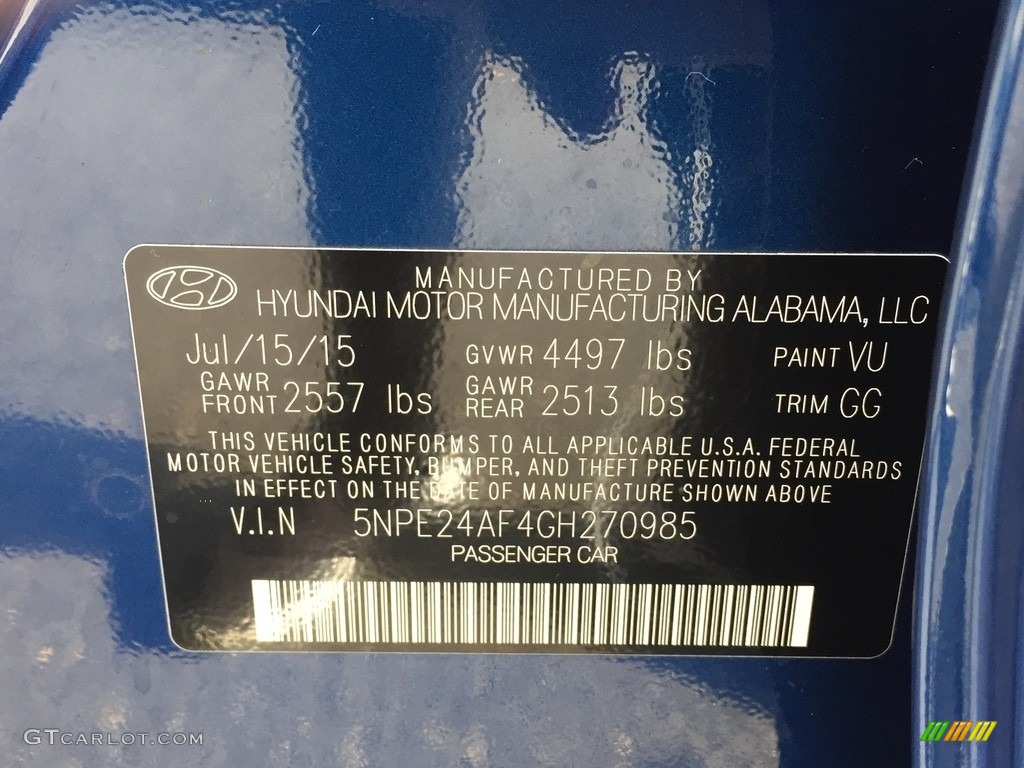 MANUFACTURED BY
HYUNDAI MOTOR MANUFACTURING ALABAMA, LLC
Jul/15/15 GVWR 4497 lbs PAINT VU
GAWR FRONT 2557 lbs GAWR REAR 2513 lbs TRIM GG
THIS VEHICLE CONFORMS TO ALL APPLICABLE U.S.A. FEDERAL
MOTOR VEHICLE SAFETY, BUMPER, AND THEFT PREVENTION STANDARDS
IN EFFECT ON THE DATE OF MANUFACTURE SHOWN ABOVE
V.I.N 5NPE24AF4GH270985
PASSENGER CAR
GTCARLOT.COM